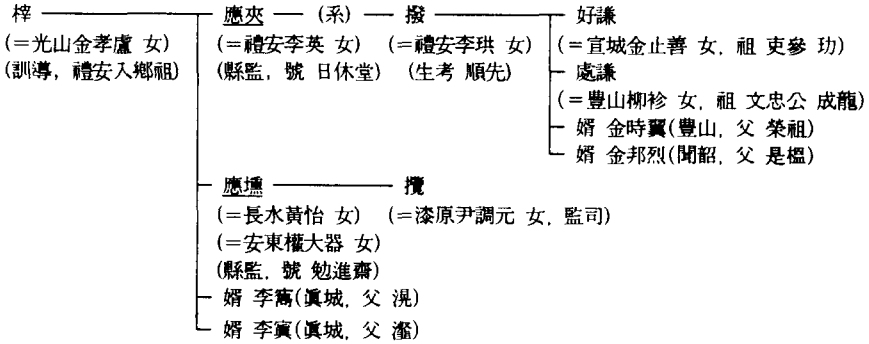 梓 應夾 (系) 撥 好謙
(=光山金孝盧 女) (=禮安李英 女) (=禮安李珙 女) (=宣城金止善 女, 祖 吏參 玏)
(訓導, 禮安入鄕祖) (縣監, 號 日休堂) (生考 順先) 處謙
(=豊山柳袗 女, 祖 文忠公 成龍)
婿 金時翼(豊山, 父 榮祖)
婿 金邦烈(聞韶, 父 是榲)
應壎 攬
(=長水黃怡 女) (=漆原尹調元 女, 監司)
(=安東權大器 女)
(縣監, 號 勉進齋)
婿 李寯(眞城, 父 滉)
婿 李寘(眞城, 父 瀣)